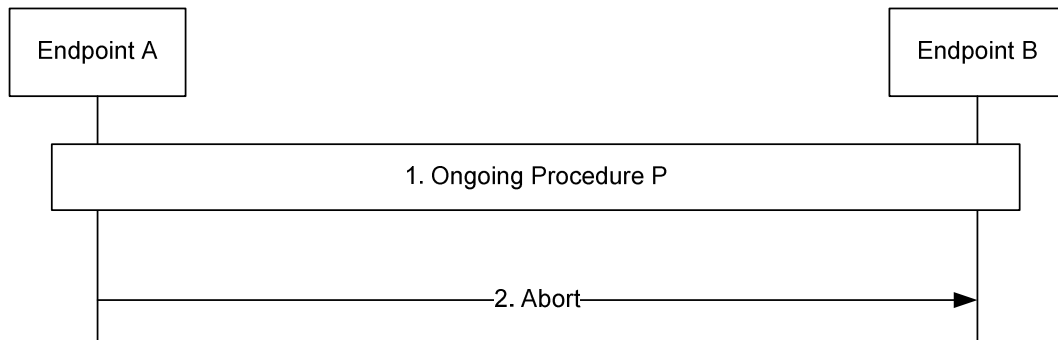 Endpoint A
Endpoint B
1. Ongoing Procedure P
2. Abort